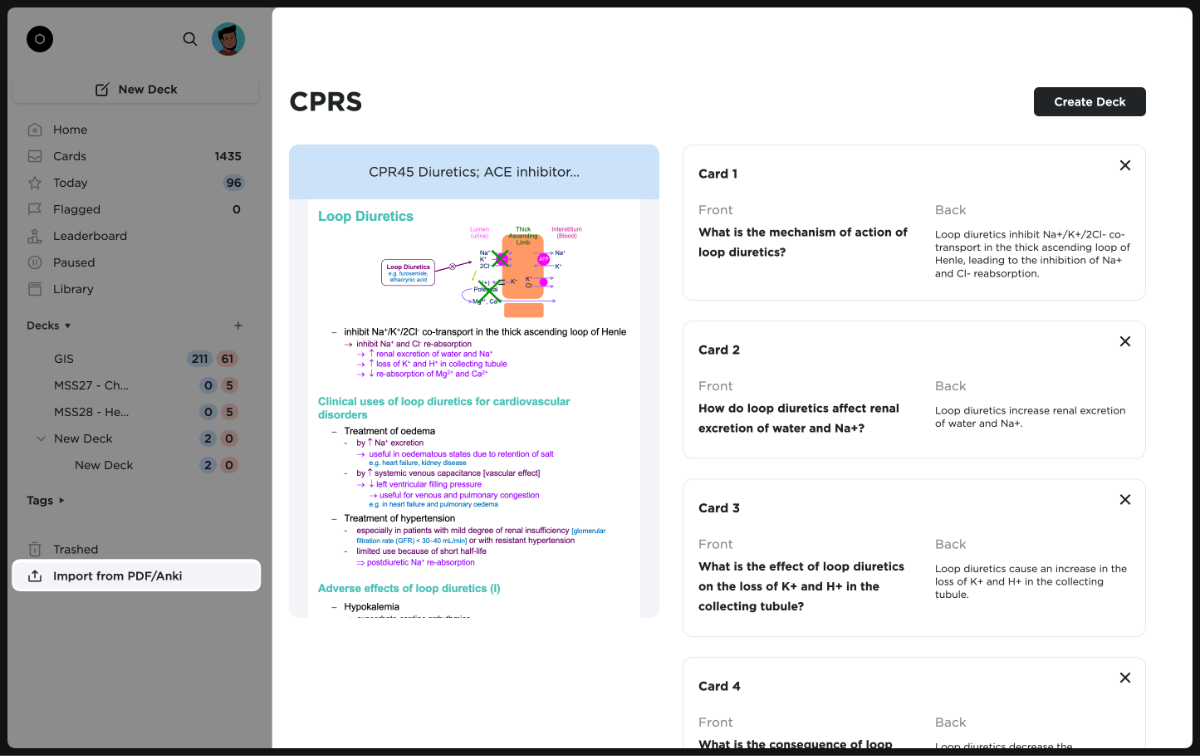 New Deck
Home
Cards 1435
Today 96
Flagged 0
Leaderboard
Paused
Library
Decks
GIS 211 61
MSS27 - Ch... 0 5
MSS28 - He... 0 5
New Deck 2 0
New Deck 2 0
Tags
Trashed
Import from PDF/Anki
CPRS
Create Deck
CPR45 Diuretics; ACE inhibitor...
Loop Diuretics
Lumen
(urine)
Thick
Ascending
Limb
Interstitium
(Blood)
Loop Diuretics
e.g. furosemide,
ethacrynic acid
Na⁺
K⁺
2Cl⁻
ATP
Na⁺
K⁺
(+)
K⁺
K⁺
Cl⁻
Mg²⁺, Ca²⁺
– inhibit Na⁺/K⁺/2Cl⁻ co-transport in the thick ascending loop of Henle
→ inhibit Na⁺ and Cl⁻ re-absorption
→ ↑ renal excretion of water and Na⁺
→ ↑ loss of K⁺ and H⁺ in collecting tubule
→ ↓ re-absorption of Mg²⁺ and Ca²⁺
Clinical uses of loop diuretics for cardiovascular
disorders
– Treatment of oedema
- by ↑ Na⁺ excretion
→ useful in oedematous states due to retention of salt
e.g. heart failure, kidney disease
- by ↑ systemic venous capacitance [vascular effect]
→ ↓ left ventricular filling pressure
→ useful for venous and pulmonary congestion
e.g. in heart failure and pulmonary oedema
– Treatment of hypertension
- especially in patients with mild degree of renal insufficiency [glomerular
filtration rate (GFR) < 30–40 mL/min] or with resistant hypertension
- limited use because of short half-life
⇒ postdiuretic Na⁺ re-absorption
Adverse effects of loop diuretics (I)
– Hypokalemia
Card 1
Front
What is the mechanism of action of
loop diuretics?
Back
Loop diuretics inhibit Na+/K+/2Cl- co-
transport in the thick ascending loop of
Henle, leading to the inhibition of Na+
and Cl- reabsorption.
Card 2
Front
How do loop diuretics affect renal
excretion of water and Na+?
Back
Loop diuretics increase renal excretion
of water and Na+.
Card 3
Front
What is the effect of loop diuretics
on the loss of K+ and H+ in the
collecting tubule?
Back
Loop diuretics cause an increase in the
loss of K+ and H+ in the collecting
tubule.
Card 4
Front
What is the consequence of loop
Back
Loop diuretics decrease the